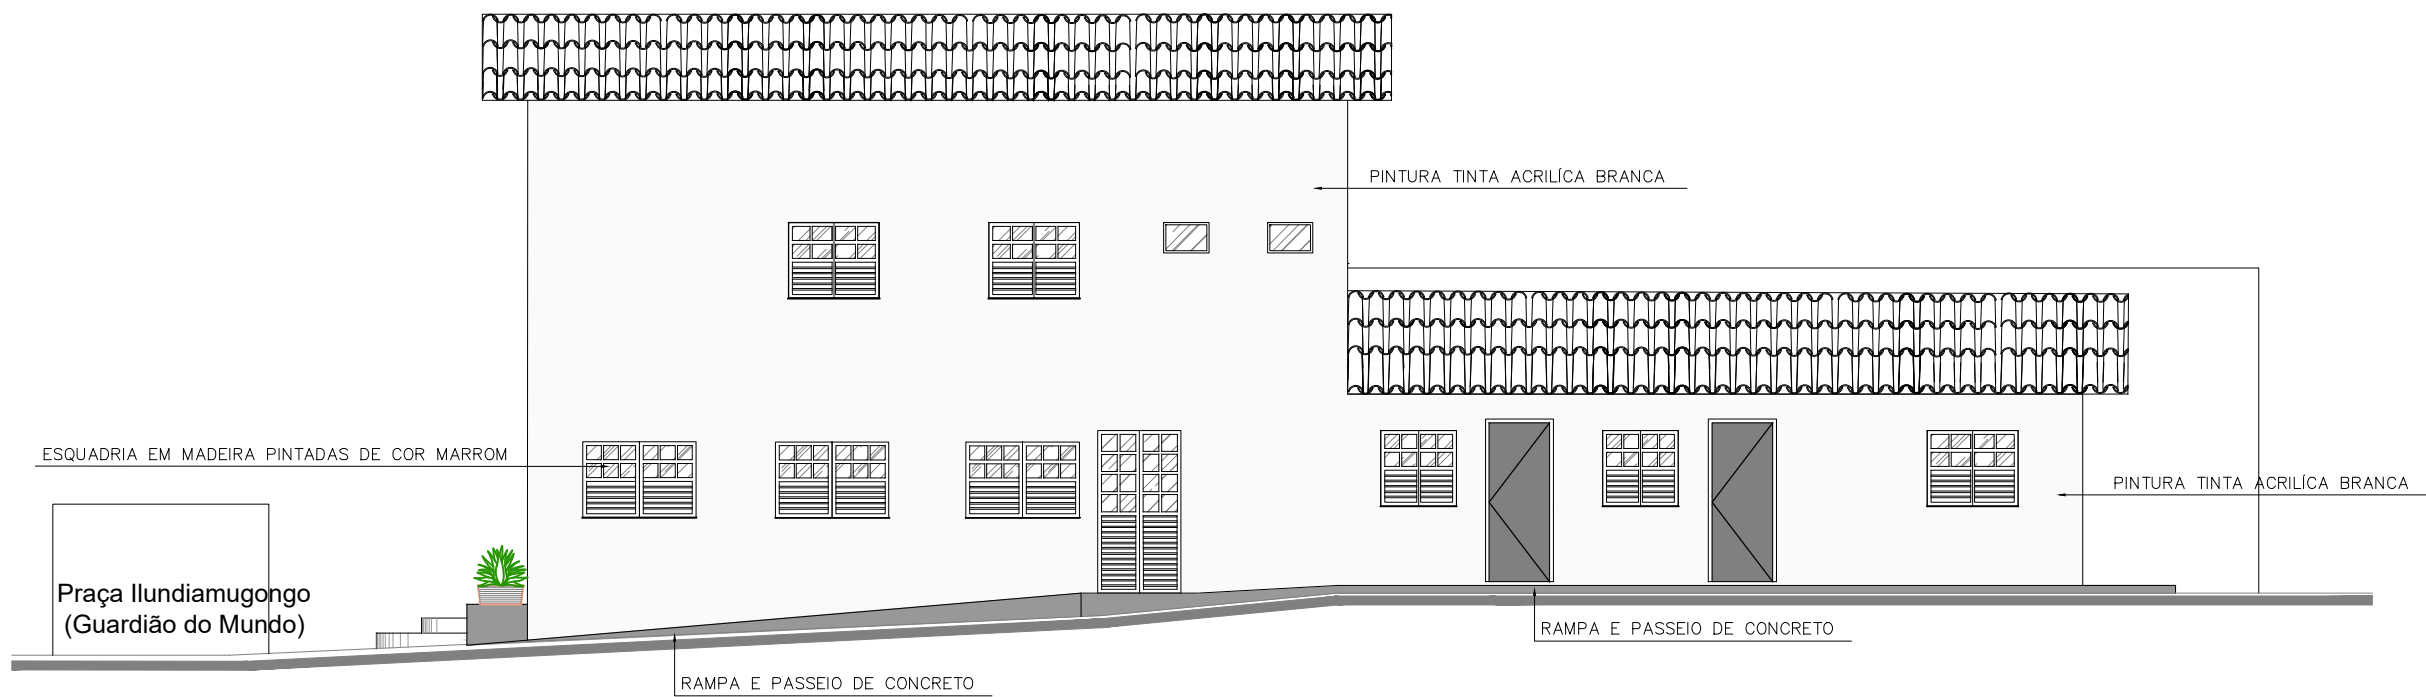 PINTURA TINTA ACRILÍCA BRANCA
ESQUADRIA EM MADEIRA PINTADAS DE COR MARROM
PINTURA TINTA ACRILÍCA BRANCA
Praça Ilundiamugongo
(Guardião do Mundo)
RAMPA E PASSEIO DE CONCRETO
RAMPA E PASSEIO DE CONCRETO